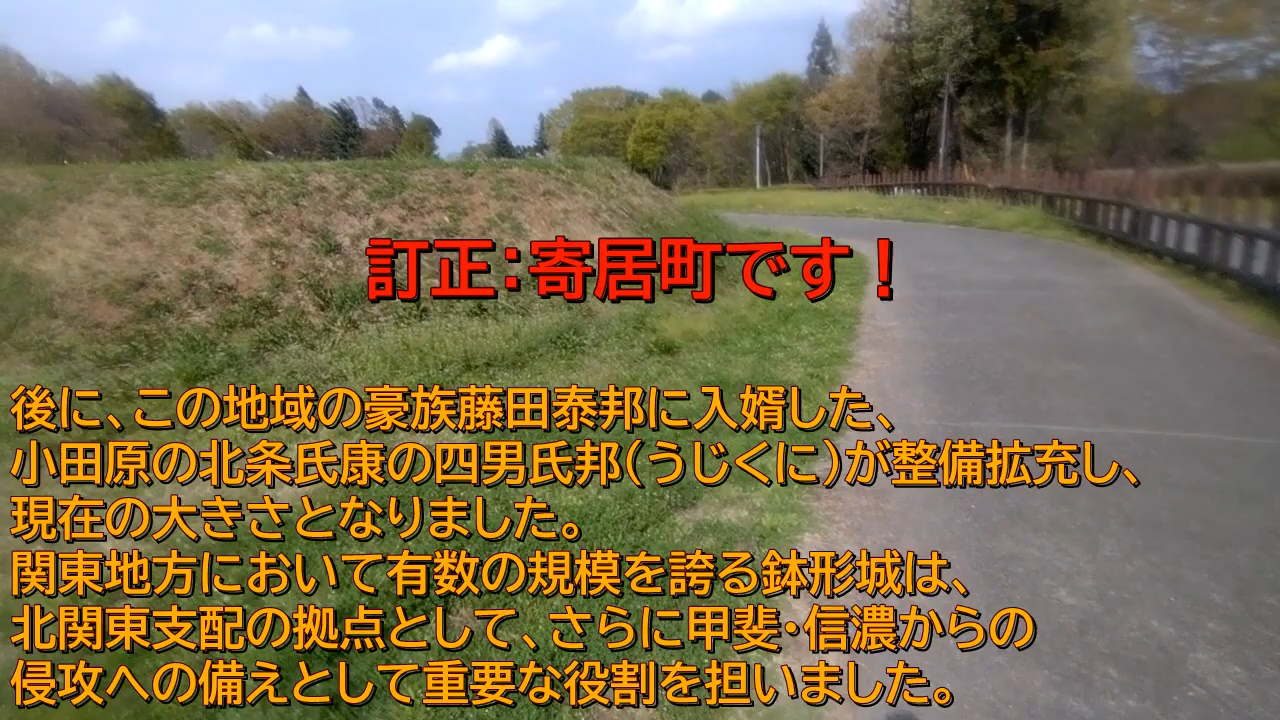 訂正：寄居町です！
後に、この地域の豪族藤田泰邦に入婿した、
小田原の北条氏康の四男氏邦（うじくに）が整備拡充し、
現在の大きさとなりました。
関東地方において有数の規模を誇る鉢形城は、
北関東支配の拠点として、さらに甲斐・信濃からの
侵攻への備えとして重要な役割を担いました。